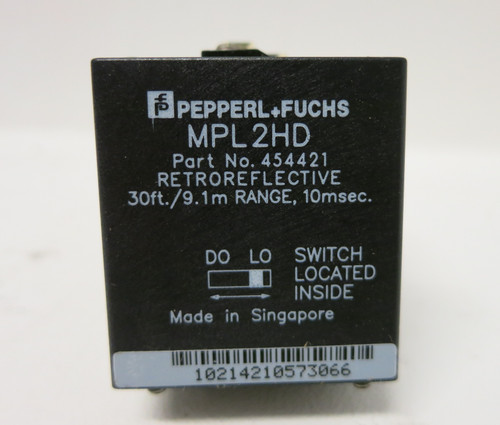 PEPPERL+FUCHS
MPL2HD
Part No. 454421
RETROREFLECTIVE
30ft./9.1m RANGE, 10msec.
DO LO SWITCH
LOCATED
INSIDE
Made in Singapore
10214210573066